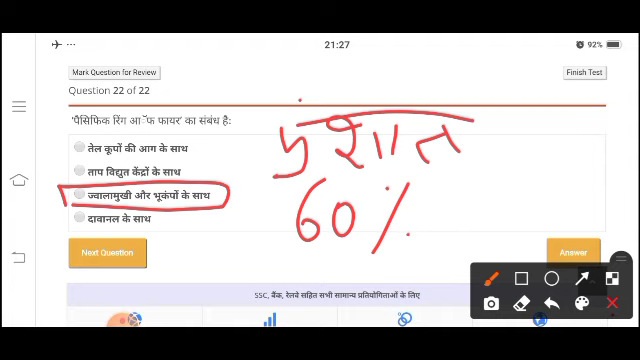 21:27
92%
Mark Question for Review
Finish Test
Question 22 of 22
'पैसिफिक रिंग आॅफ फायर' का संबंध है:
तेल कूपों की आग के साथ
ताप विद्युत केंद्रों के साथ
ज्वालामुखी और भूकंपों के साथ
दावानल के साथ
प्रशांत
60%
Next Question
Answer
SSC, बैंक, रेलवे सहित सभी सामान्य प्रतियोगिताओं के लिए